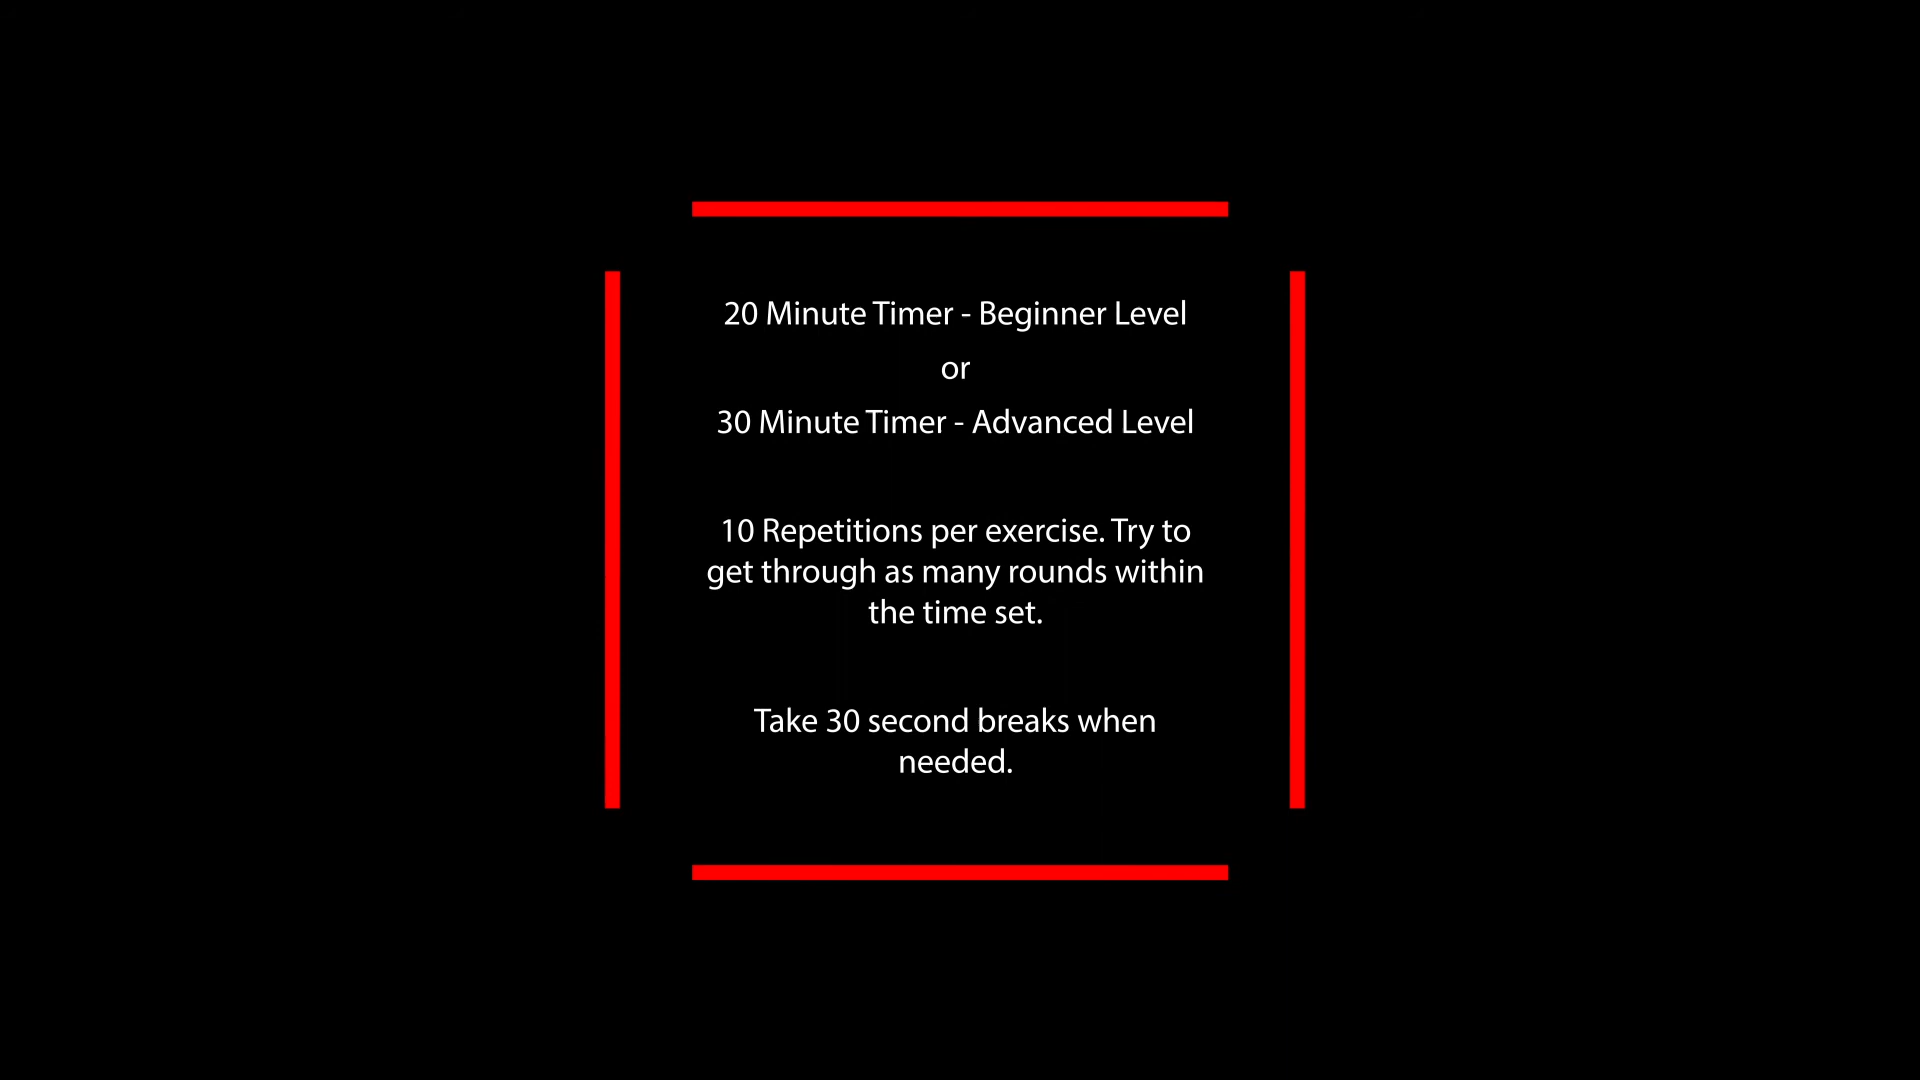 20 Minute Timer - Beginner Level
or
30 Minute Timer - Advanced Level
10 Repetitions per exercise. Try to
get through as many rounds within
the time set.
Take 30 second breaks when
needed.